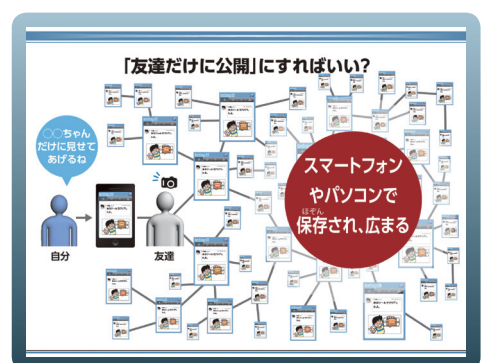 「友達だけに公開」にすればいい?
○○ちゃん
だけに見せて
あげるね
自分
友達
スマートフォン
やパソコンで
ほぞん
保存され、広まる